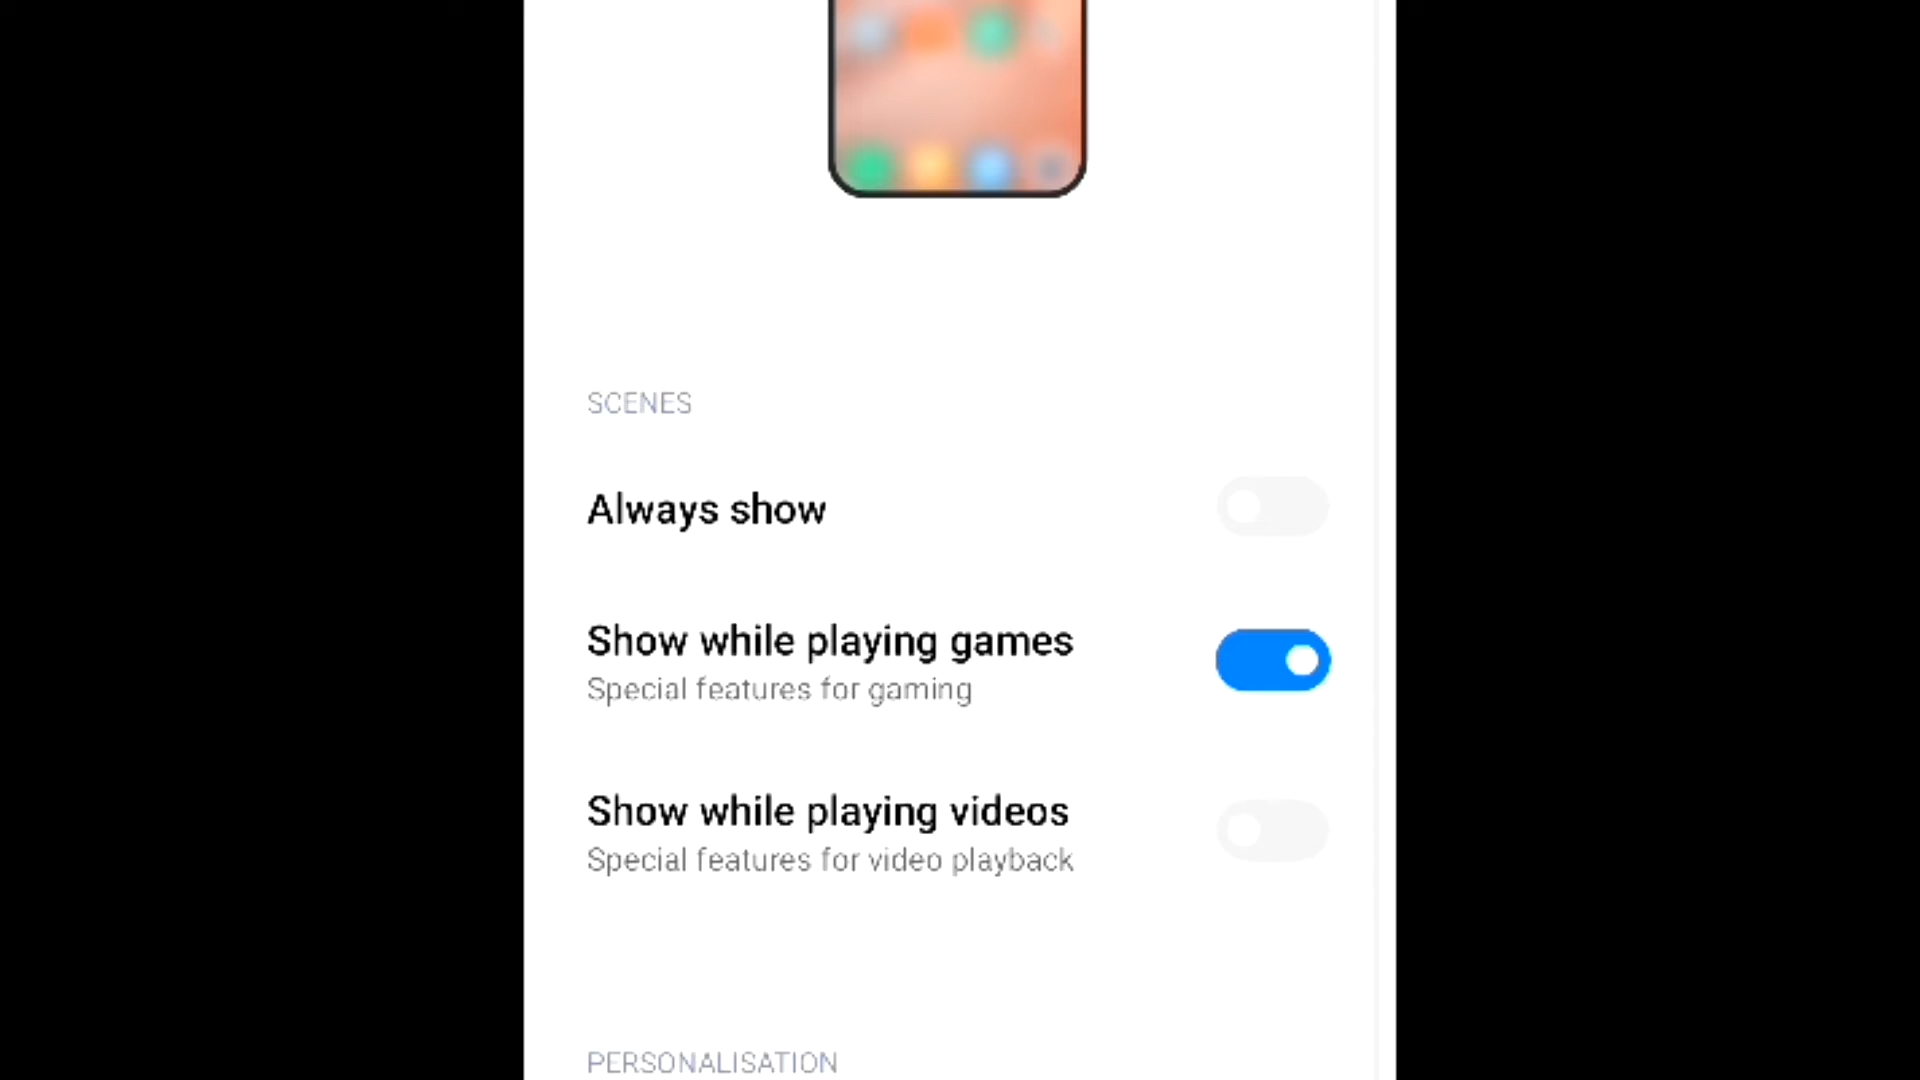 SCENES
Always show
Show while playing games
Special features for gaming
Show while playing videos
Special features for video playback
PERSONALISATION